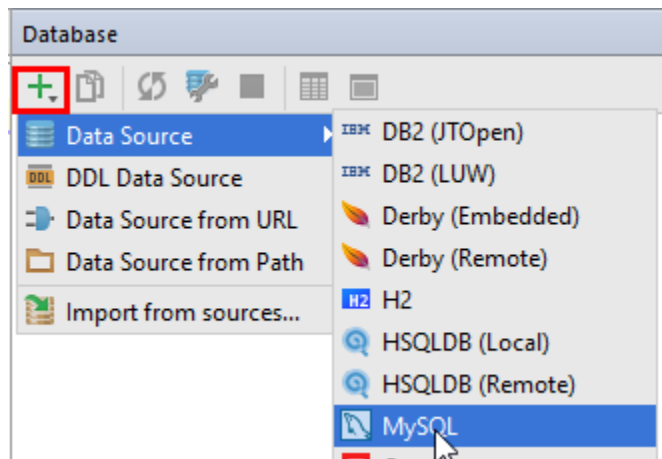 Database
Data Source
DDL DDL Data Source
Data Source from URL
Data Source from Path
Import from sources...
IBM DB2 (JTOpen)
IBM DB2 (LUW)
Derby (Embedded)
Derby (Remote)
H2 H2
HSQLDB (Local)
HSQLDB (Remote)
MySQL